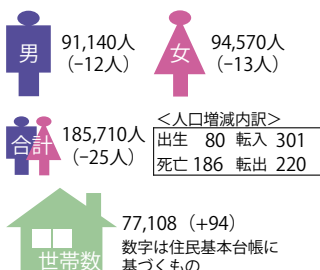 男
91,140人
（−12人）
女
94,570人
（−13人）
合計
185,710人
（−25人）
＜人口増減内訳＞
出生 80 転入 301
死亡 186 転出 220
世帯数
77,108（+94）
数字は住民基本台帳に
基づくもの